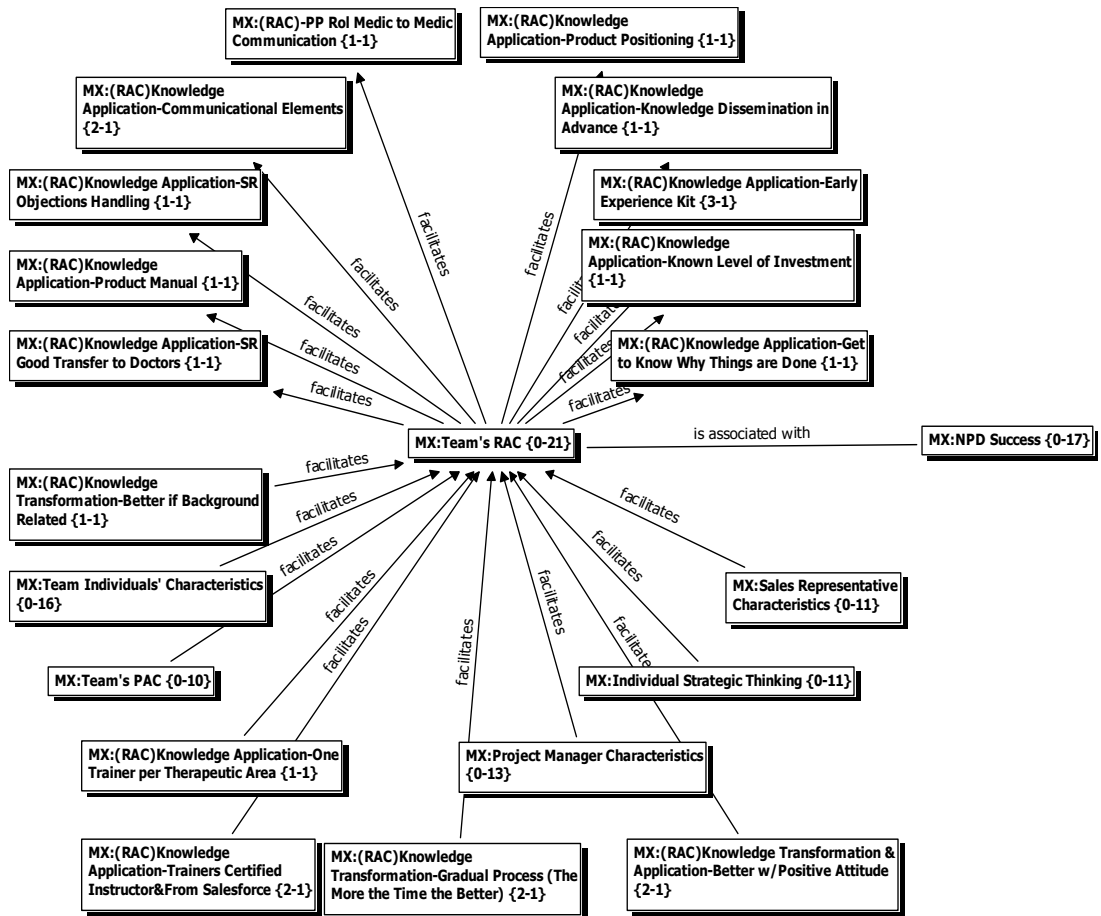 MX:(RAC)-PP Rol Medic to Medic
Communication {1-1}
MX:(RAC)Knowledge
Application-Product Positioning {1-1}
MX:(RAC)Knowledge
Application-Communicational Elements
{2-1}
MX:(RAC)Knowledge
Application-Knowledge Dissemination in
Advance {1-1}
MX:(RAC)Knowledge Application-SR
Objections Handling {1-1}
MX:(RAC)Knowledge Application-Early
Experience Kit {3-1}
MX:(RAC)Knowledge
Application-Known Level of Investment
{1-1}
MX:(RAC)Knowledge
Application-Product Manual {1-1}
MX:(RAC)Knowledge Application-SR
Good Transfer to Doctors {1-1}
MX:(RAC)Knowledge Application-Get
to Know Why Things are Done {1-1}
facilitates
facilitates
facilitates
facilitates
facilitates
facilitates
facilitates
facilitates
facilitates
facilitates
MX:Team's RAC {0-21}
is associated with
MX:NPD Success {0-17}
facilitates
facilitates
facilitates
facilitates
facilitates
facilitates
facilitates
facilitates
facilitates
facilitates
MX:(RAC)Knowledge
Transformation-Better if Background
Related {1-1}
MX:Team Individuals' Characteristics
{0-16}
MX:Sales Representative
Characteristics {0-11}
MX:Team's PAC {0-10}
MX:Individual Strategic Thinking {0-11}
MX:(RAC)Knowledge Application-One
Trainer per Therapeutic Area {1-1}
MX:Project Manager Characteristics
{0-13}
MX:(RAC)Knowledge
Application-Trainers Certified
Instructor&From Salesforce {2-1}
MX:(RAC)Knowledge
Transformation-Gradual Process (The
More the Time the Better) {2-1}
MX:(RAC)Knowledge Transformation &
Application-Better w/Positive Attitude
{2-1}